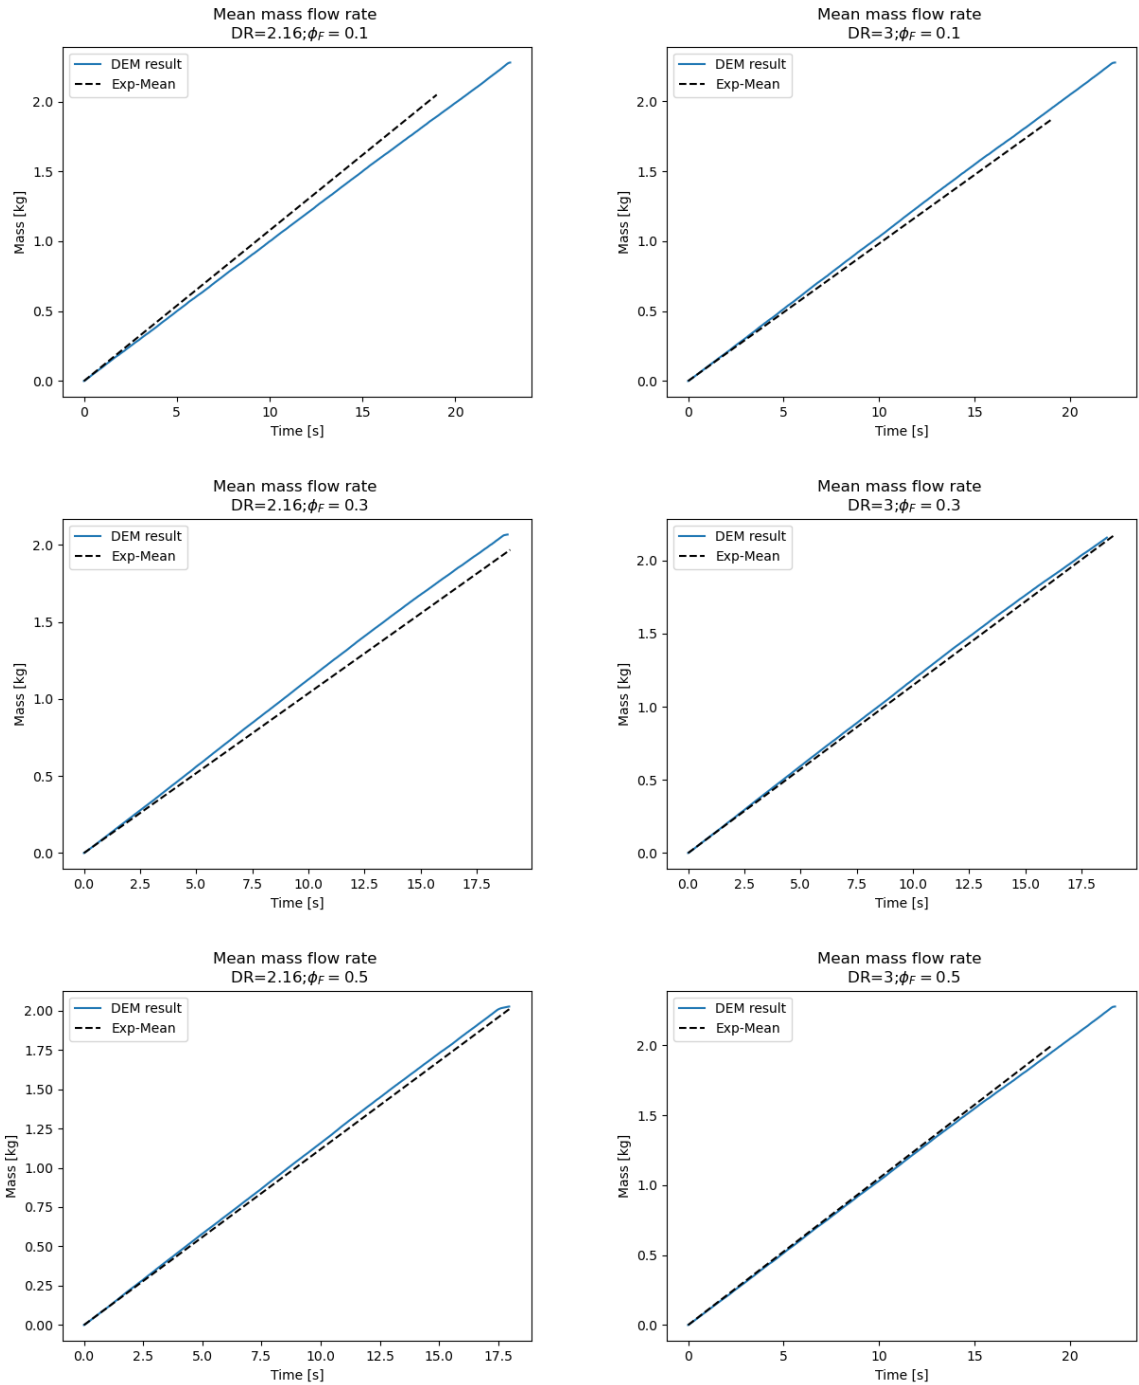 Mean mass flow rate
DR=2.16;ϕ_F = 0.1
DEM result
Exp-Mean
2.0
1.5
1.0
0.5
0.0
Mass [kg]
0 5 10 15 20
Time [s]
Mean mass flow rate
DR=3;ϕ_F = 0.1
DEM result
Exp-Mean
2.0
1.5
1.0
0.5
0.0
Mass [kg]
0 5 10 15 20
Time [s]
Mean mass flow rate
DR=2.16;ϕ_F = 0.3
DEM result
Exp-Mean
2.0
1.5
1.0
0.5
0.0
Mass [kg]
0.0 2.5 5.0 7.5 10.0 12.5 15.0 17.5
Time [s]
Mean mass flow rate
DR=3;ϕ_F = 0.3
DEM result
Exp-Mean
2.0
1.5
1.0
0.5
0.0
Mass [kg]
0.0 2.5 5.0 7.5 10.0 12.5 15.0 17.5
Time [s]
Mean mass flow rate
DR=2.16;ϕ_F = 0.5
DEM result
Exp-Mean
2.00
1.75
1.50
1.25
1.00
0.75
0.50
0.25
0.00
Mass [kg]
0.0 2.5 5.0 7.5 10.0 12.5 15.0 17.5
Time [s]
Mean mass flow rate
DR=3;ϕ_F = 0.5
DEM result
Exp-Mean
2.0
1.5
1.0
0.5
0.0
Mass [kg]
0 5 10 15 20
Time [s]